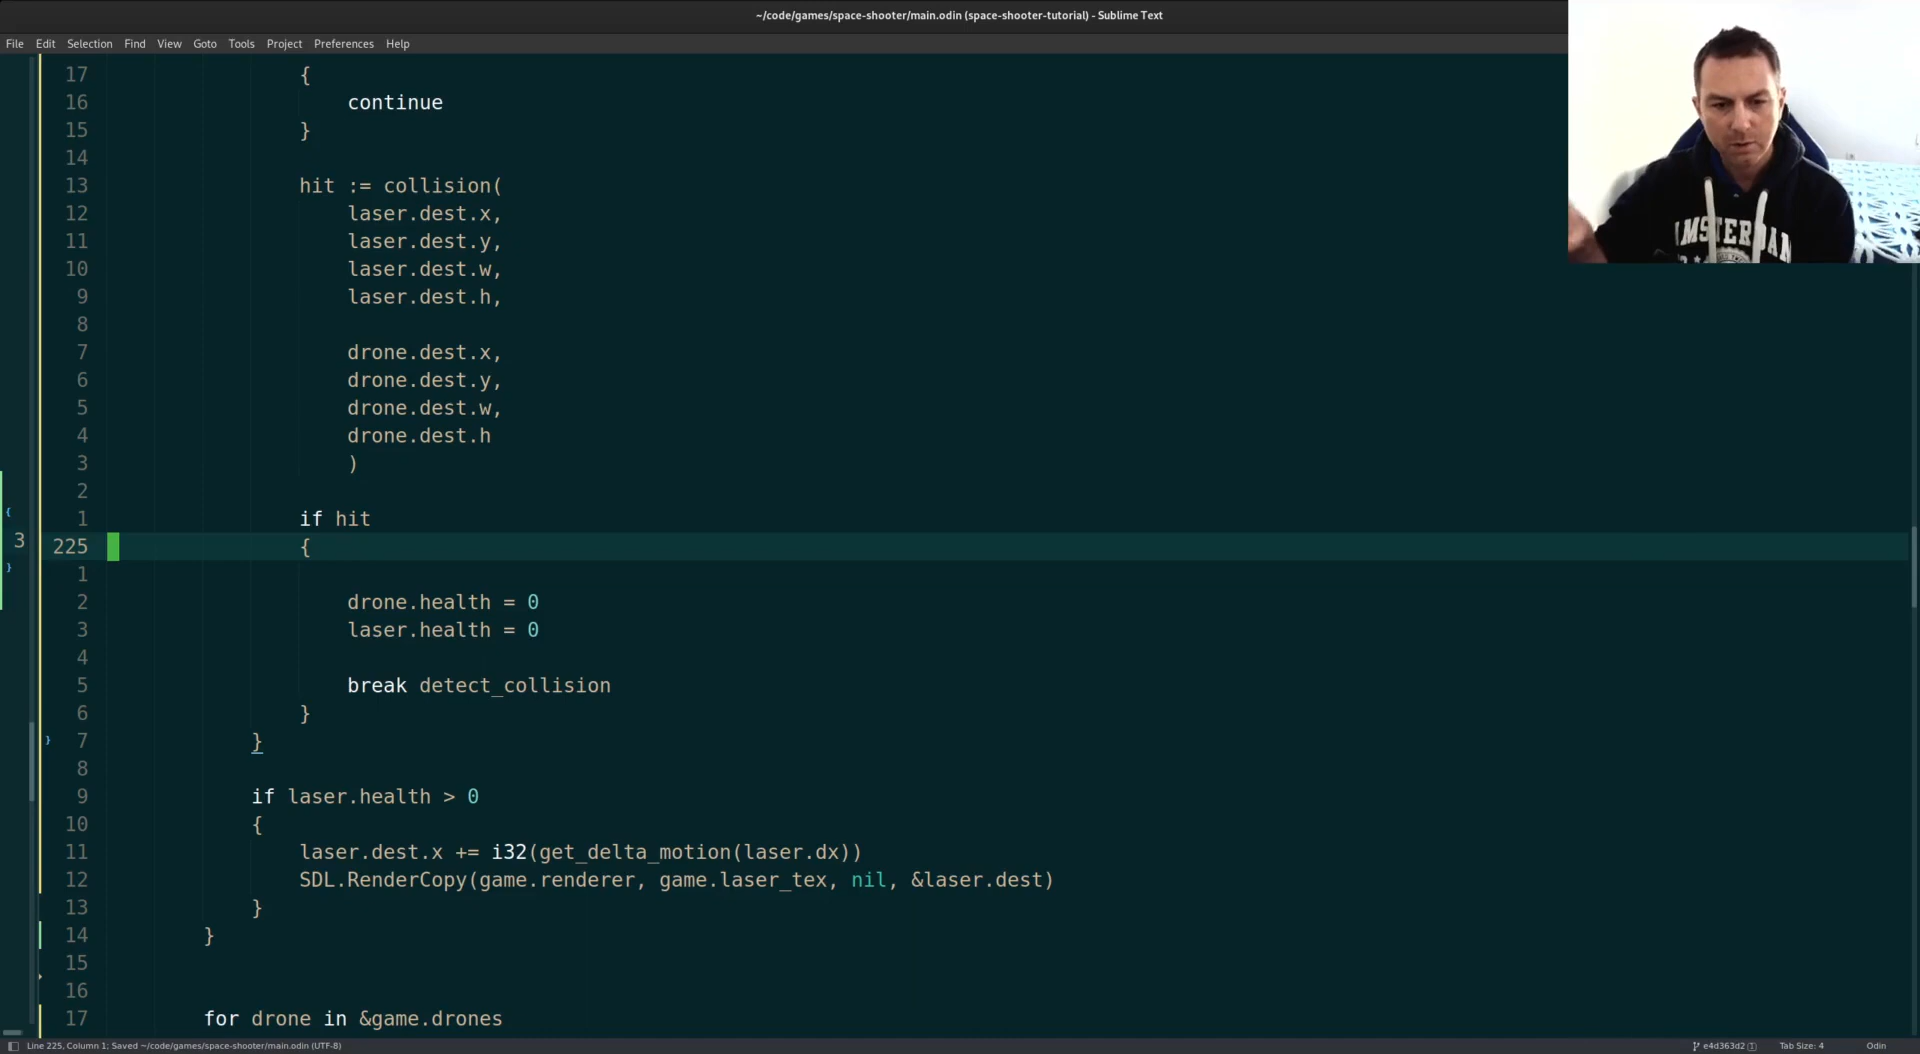 ~/code/games/space-shooter/main.odin (space-shooter-tutorial) - Sublime Text
File Edit Selection Find View Goto Tools Project Preferences Help
17 {
16 continue
15 }
14
13 hit := collision(
12 laser.dest.x,
11 laser.dest.y,
10 laser.dest.w,
9 laser.dest.h,
8
7 drone.dest.x,
6 drone.dest.y,
5 drone.dest.w,
4 drone.dest.h
3 )
2
1 if hit
225 {
1
2 drone.health = 0
3 laser.health = 0
4
5 break detect_collision
6 }
7 }
8
9 if laser.health > 0
10 {
11 laser.dest.x += i32(get_delta_motion(laser.dx))
12 SDL.RenderCopy(game.renderer, game.laser_tex, nil, &laser.dest)
13 }
14 }
15
16
17 for drone in &game.drones
{
3
}
}
AMSTERDAM
Line 225, Column 1; Saved ~/code/games/space-shooter/main.odin (UTF-8) e4d363d2 1 Tab Size: 4 Odin